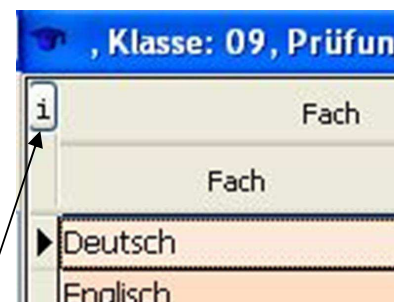 , Klasse: 09, Prüfun
i
Fach
Fach
Deutsch
Englisch